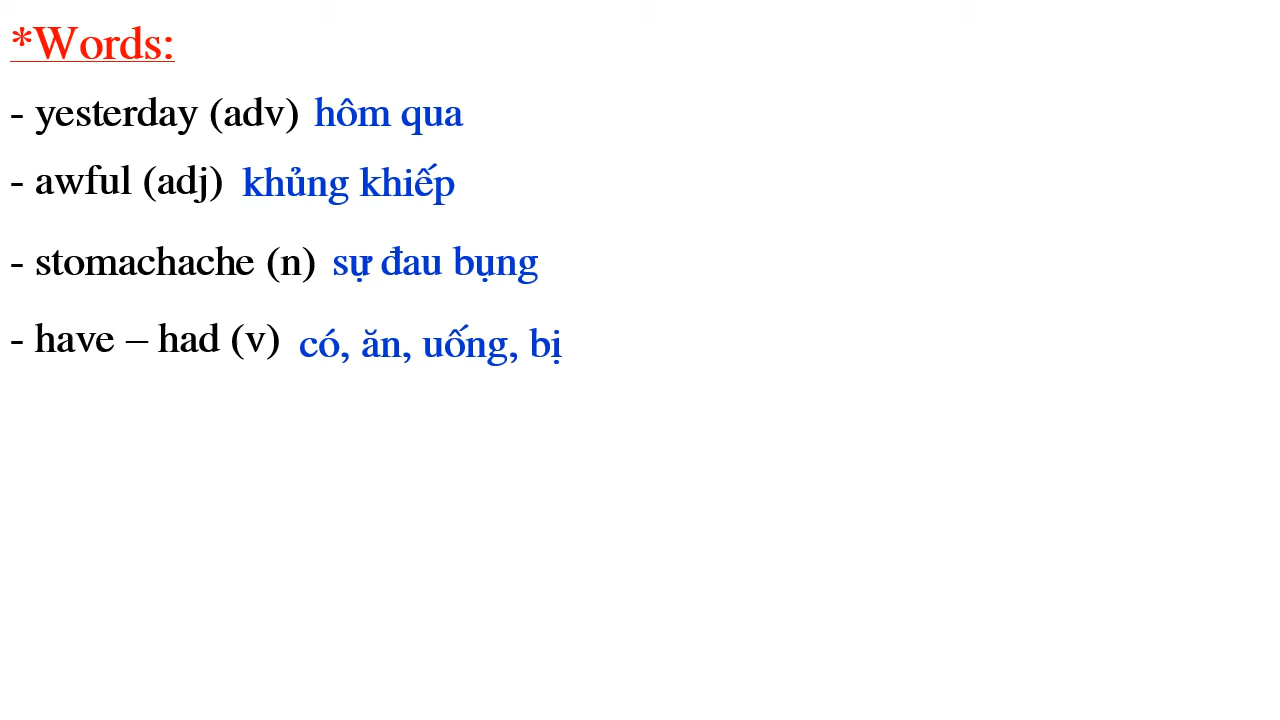 *Words:
- yesterday (adv) hôm qua
- awful (adj) khủng khiếp
- stomachache (n) sự đau bụng
- have – had (v) có, ăn, uống, bị